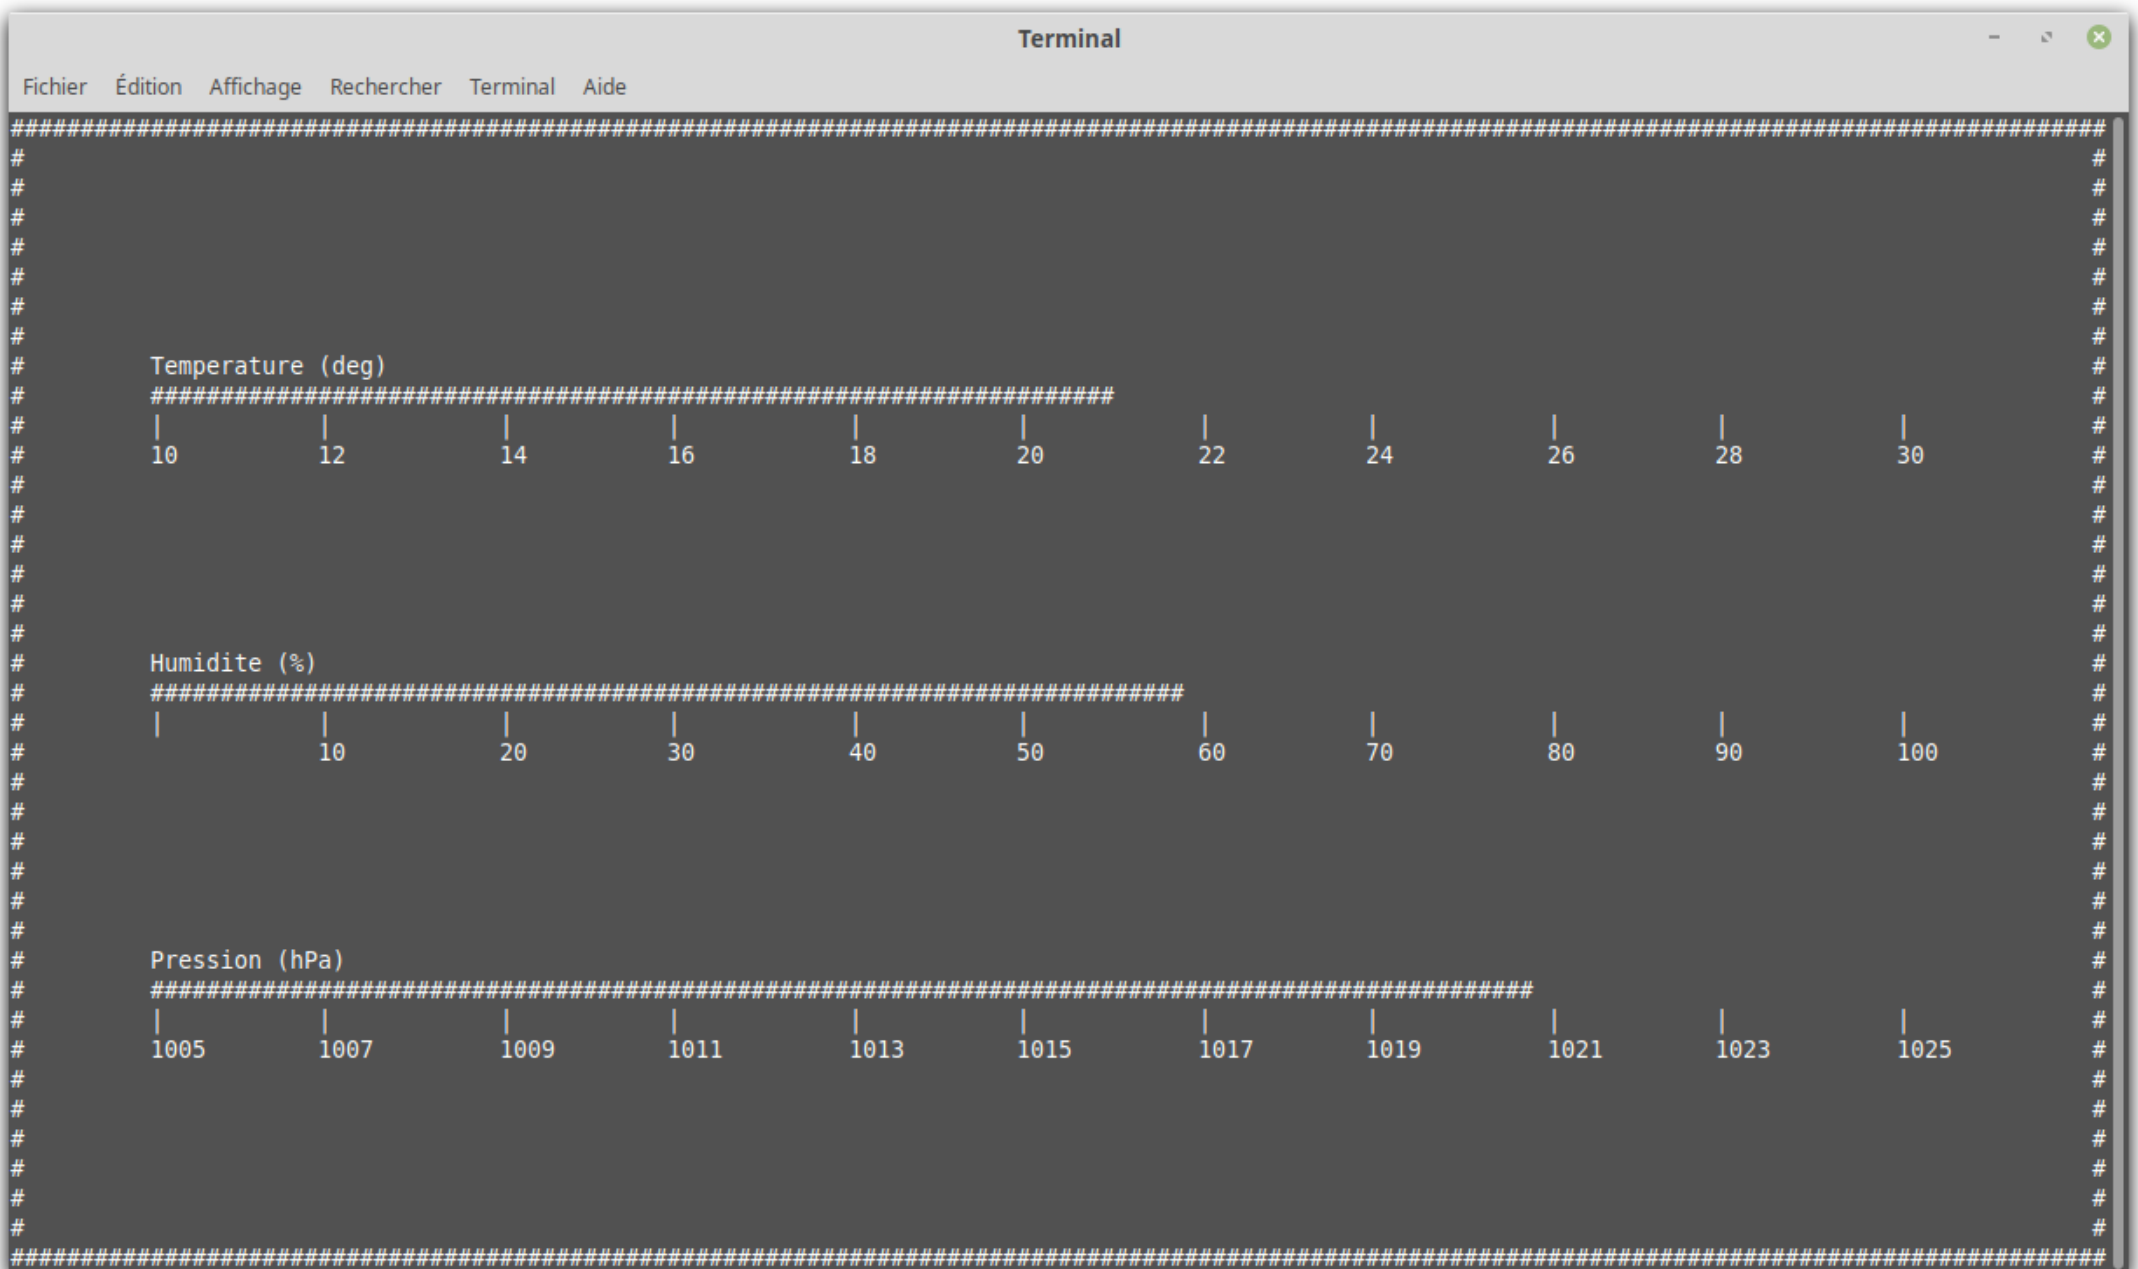 Terminal
Fichier Édition Affichage Rechercher Terminal Aide
Temperature (deg)
10 12 14 16 18 20 22 24 26 28 30
Humidite (%)
10 20 30 40 50 60 70 80 90 100
Pression (hPa)
1005 1007 1009 1011 1013 1015 1017 1019 1021 1023 1025